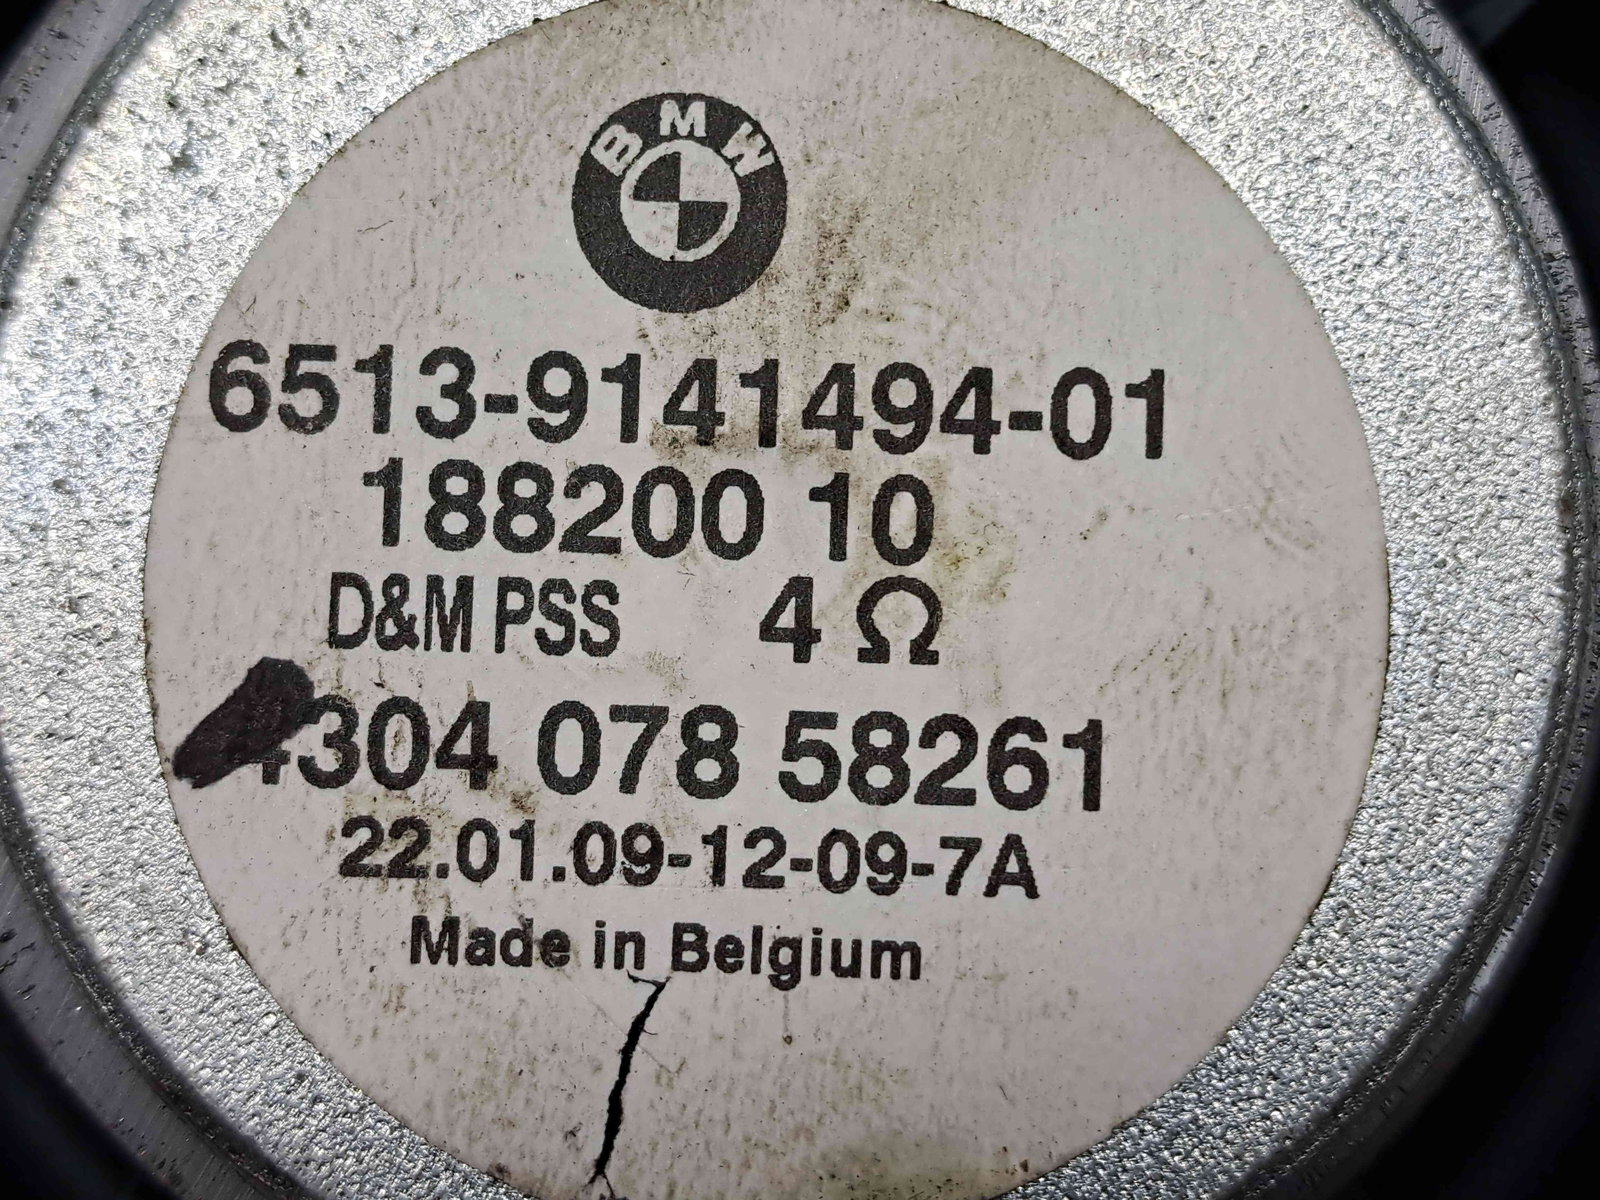 BMW
6513-9141494-01
188200 10
D&M PSS 4 Ω
4304 078 58261
22.01.09-12-09-7A
Made in Belgium